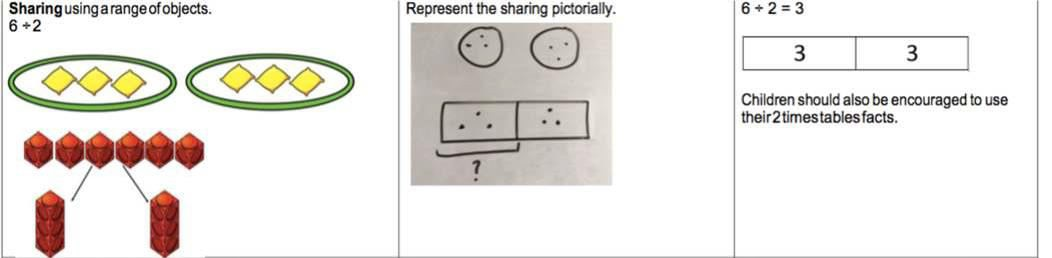 Sharing using a range of objects.
6 ÷2
Represent the sharing pictorially.
?
6 ÷ 2 = 3
3 3
Children should also be encouraged to use
their 2 times tables facts.